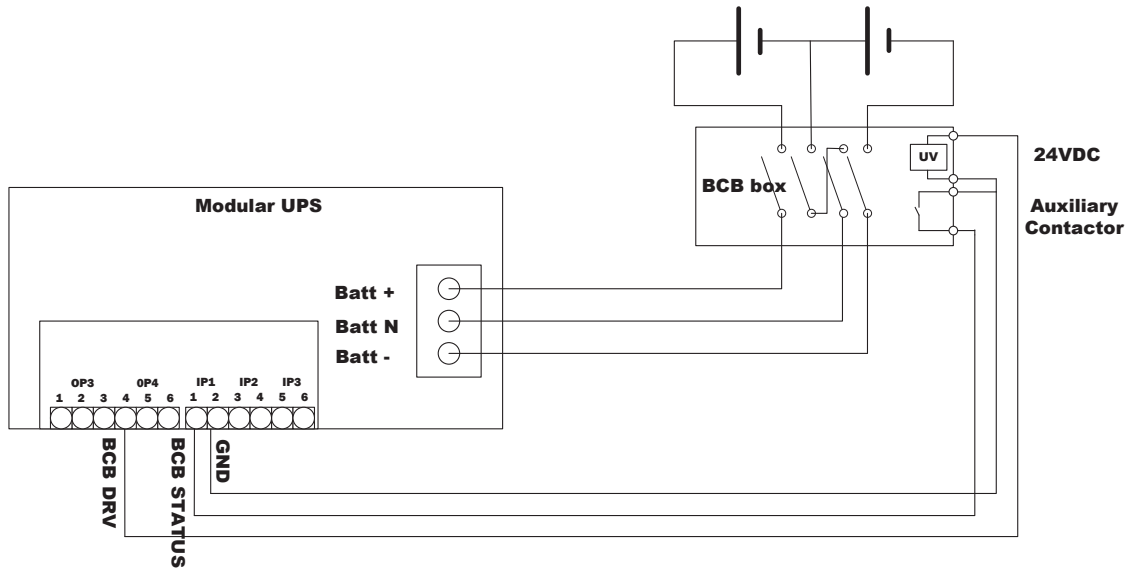 UV
24VDC
BCB box
Auxiliary
Contactor
Modular UPS
Batt +
Batt N
Batt -
OP3 0P4 IP1 IP2 IP3
1 2 3 4 5 6 1 2 3 4 5 6
BCB DRV
BCB STATUS
GND